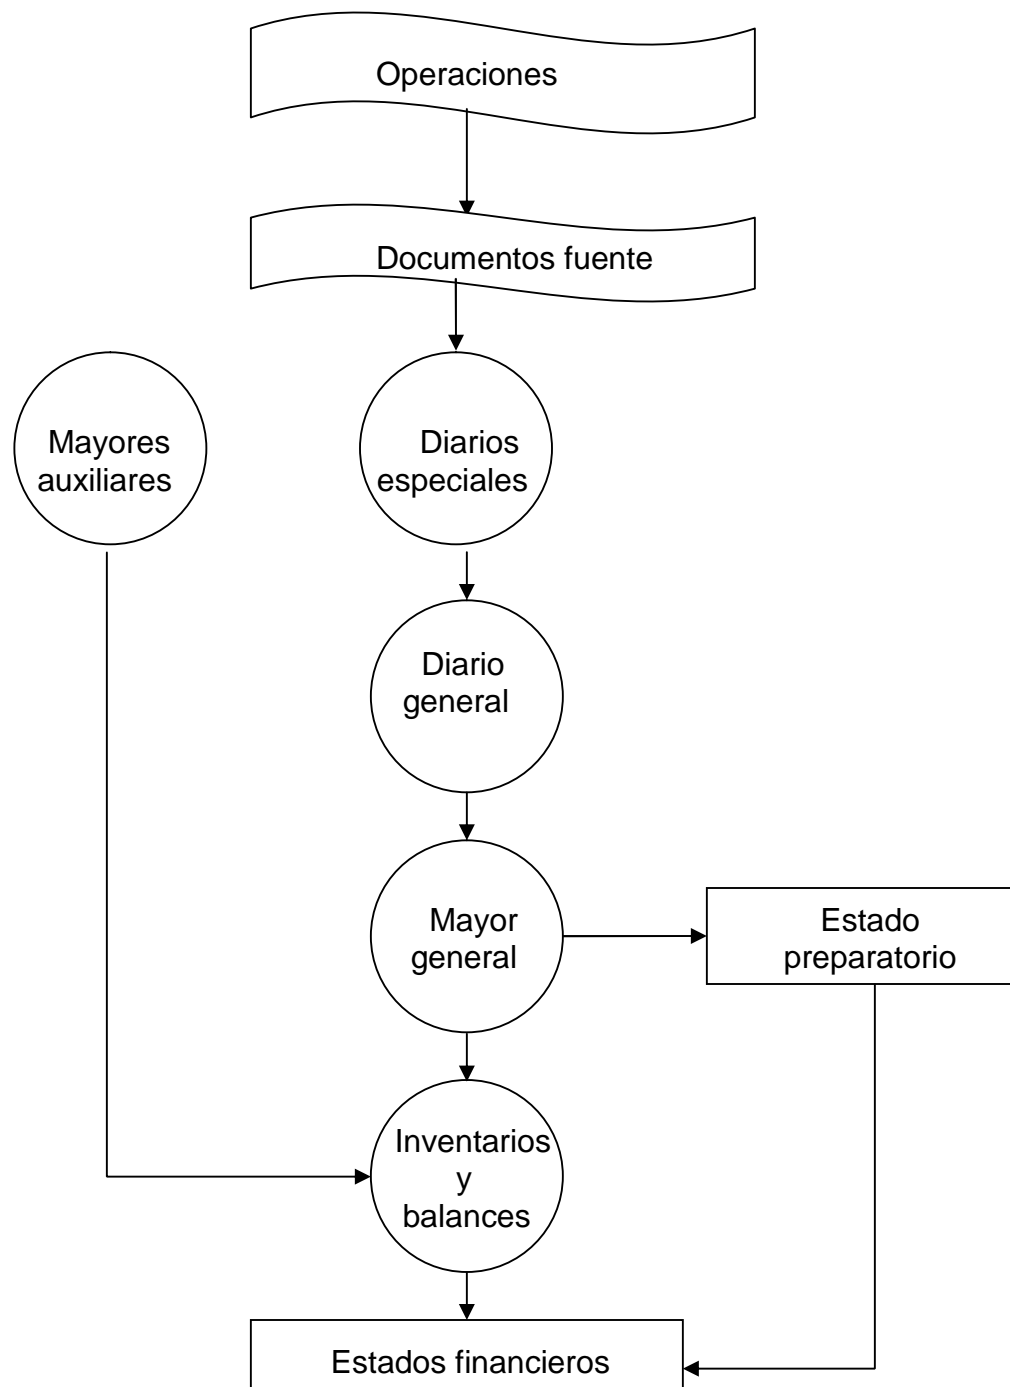 Operaciones
Documentos fuente
Mayores
auxiliares
Diarios
especiales
Diario
general
Mayor
general
Estado
preparatorio
Inventarios
y
balances
Estados financieros